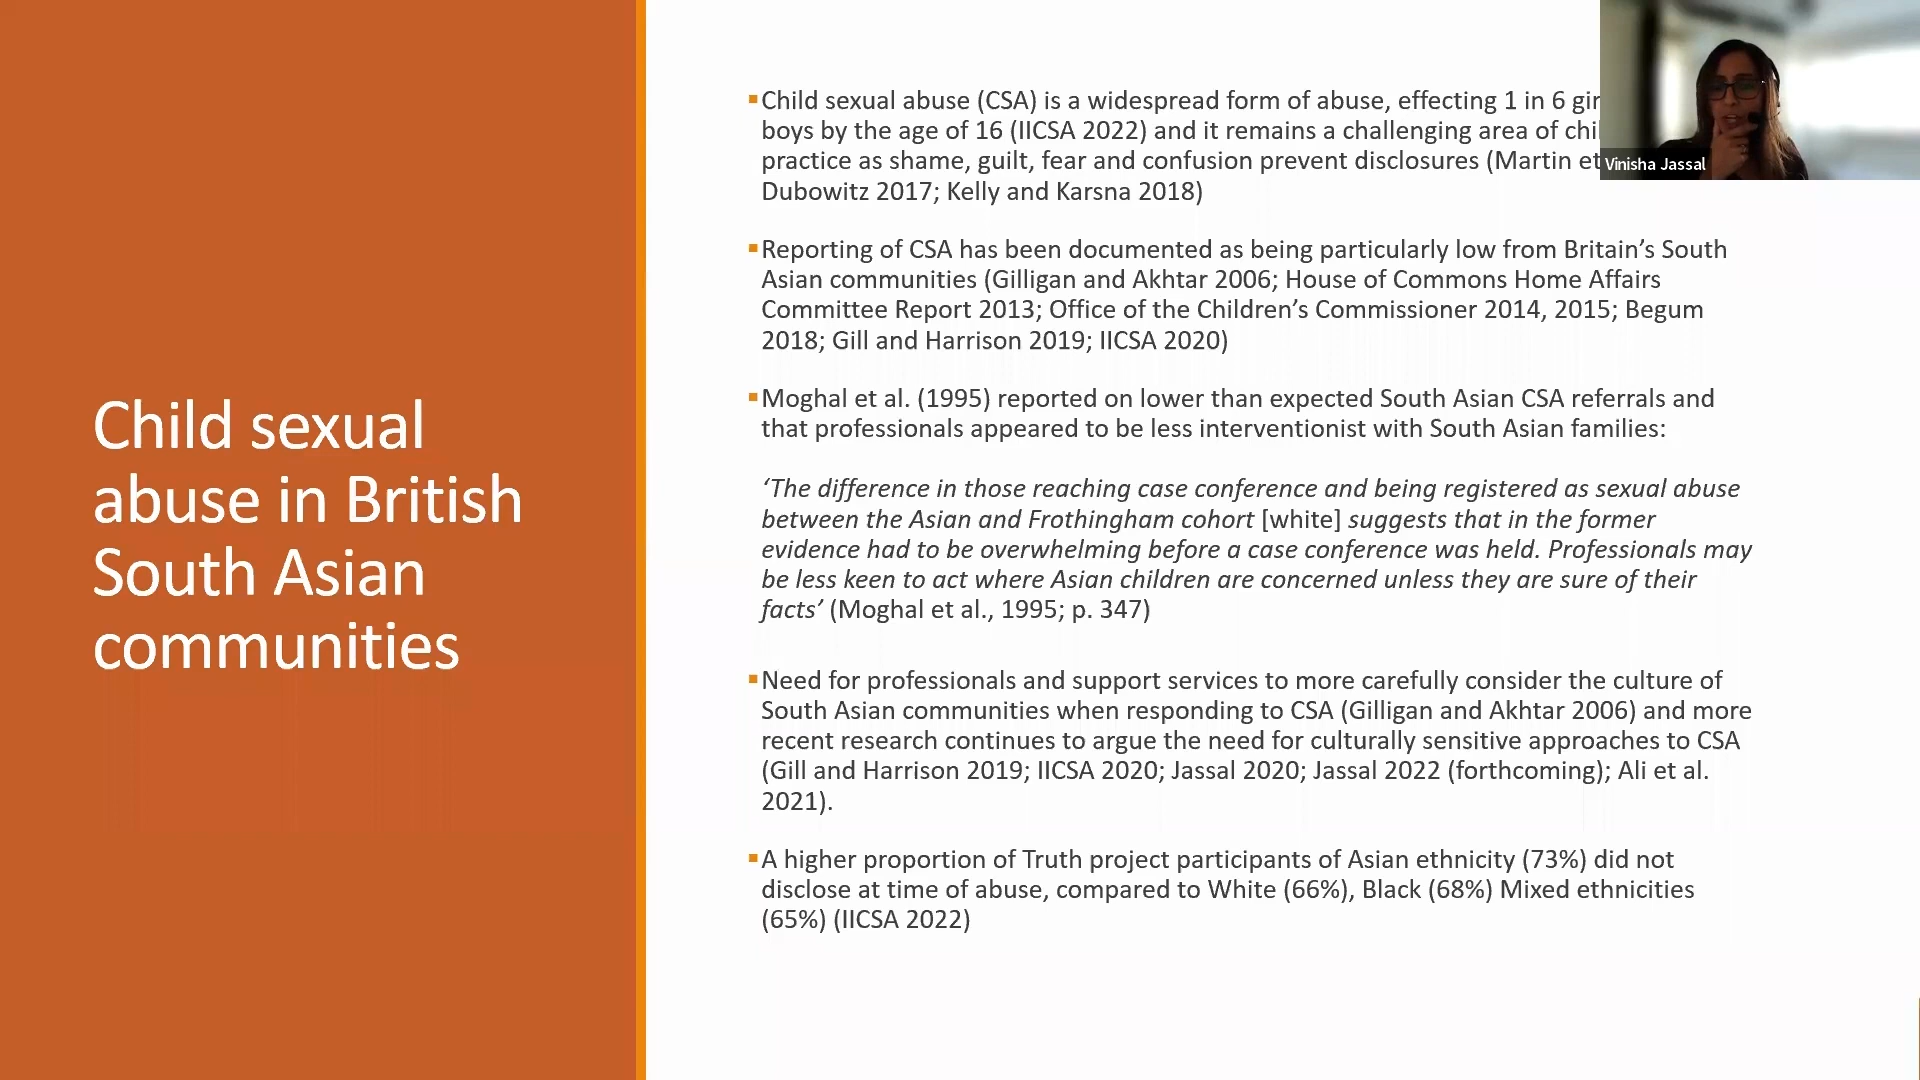 Child sexual
abuse in British
South Asian
communities
▪Child sexual abuse (CSA) is a widespread form of abuse, effecting 1 in 6
boys by the age of 16 (IICSA 2022) and it remains a challenging area of
practice as shame, guilt, fear and confusion prevent disclosures (Martin et
Dubowitz 2017; Kelly and Karsna 2018)
▪Reporting of CSA has been documented as being particularly low from Britain’s South
Asian communities (Gilligan and Akhtar 2006; House of Commons Home Affairs
Committee Report 2013; Office of the Children’s Commissioner 2014, 2015; Begum
2018; Gill and Harrison 2019; IICSA 2020)
▪Moghal et al. (1995) reported on lower than expected South Asian CSA referrals and
that professionals appeared to be less interventionist with South Asian families:
‘The difference in those reaching case conference and being registered as sexual abuse
between the Asian and Frothingham cohort [white] suggests that in the former
evidence had to be overwhelming before a case conference was held. Professionals may
be less keen to act where Asian children are concerned unless they are sure of their
facts’ (Moghal et al., 1995; p. 347)
▪Need for professionals and support services to more carefully consider the culture of
South Asian communities when responding to CSA (Gilligan and Akhtar 2006) and more
recent research continues to argue the need for culturally sensitive approaches to CSA
(Gill and Harrison 2019; IICSA 2020; Jassal 2020; Jassal 2022 (forthcoming); Ali et al.
2021).
▪A higher proportion of Truth project participants of Asian ethnicity (73%) did not
disclose at time of abuse, compared to White (66%), Black (68%) Mixed ethnicities
(65%) (IICSA 2022)
Vinisha Jassal